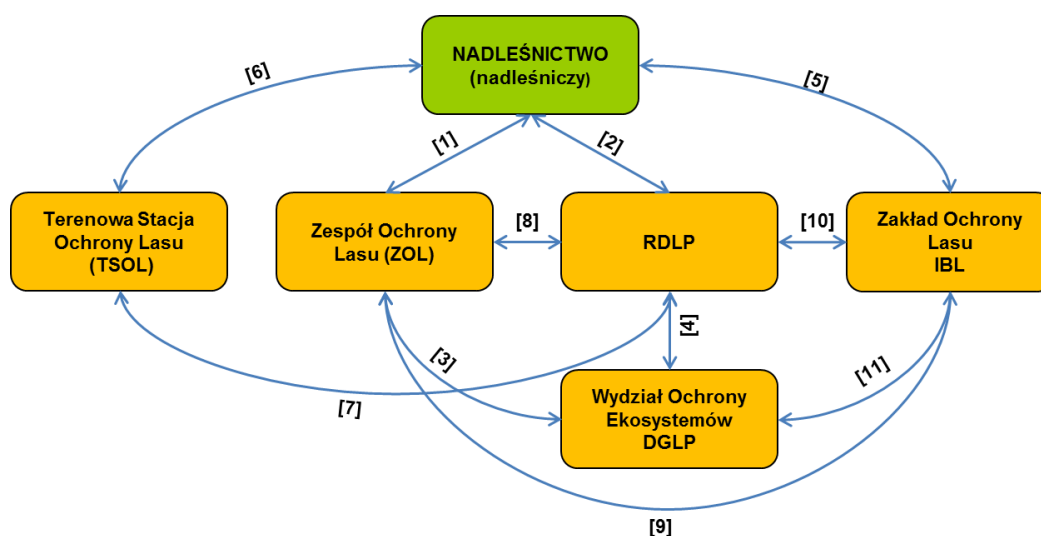 NADLEŚNICTWO
(nadleśniczy)
[6]
[5]
[1]
[2]
Terenowa Stacja
Ochrony Lasu
(TSOL)
Zespół Ochrony
Lasu (ZOL)
[8]
RDLP
[10]
Zakład Ochrony
Lasu
IBL
[4]
[3]
[11]
[7]
Wydział Ochrony
Ekosystemów
DGLP
[9]